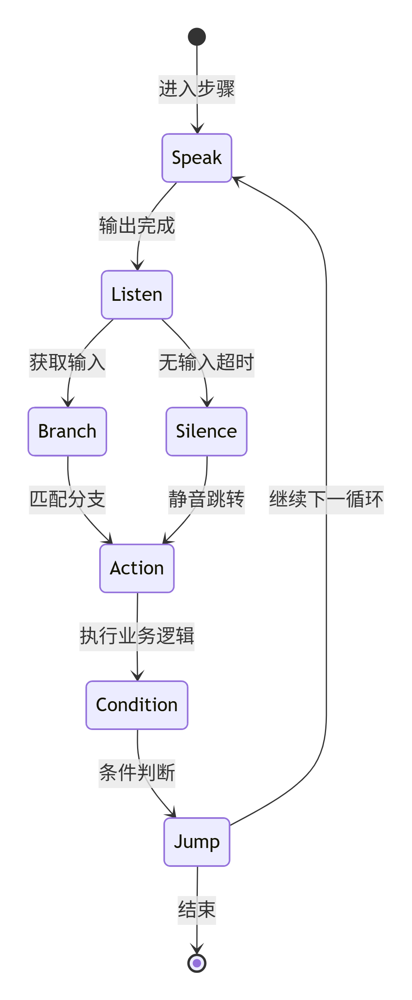 进入步骤
Speak
输出完成
Listen
获取输入
无输入超时
Branch
Silence
匹配分支
静音跳转
继续下一循环
Action
执行业务逻辑
Condition
条件判断
Jump
结束